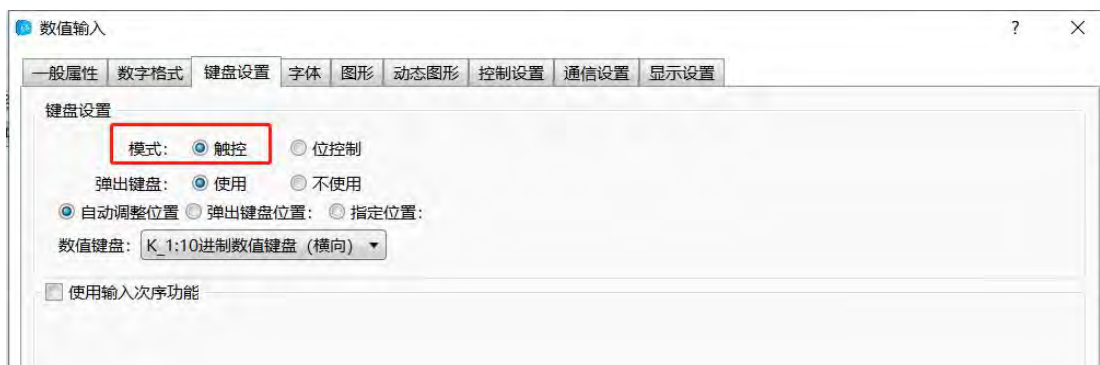 数值输入
? ×
一般属性 数字格式 键盘设置 字体 图形 动态图形 控制设置 通信设置 显示设置
键盘设置
模式: 触控 位控制
弹出键盘: 使用 不使用
自动调整位置 弹出键盘位置: 指定位置:
数值键盘: K_1:10进制数值键盘 (横向)
使用输入次序功能